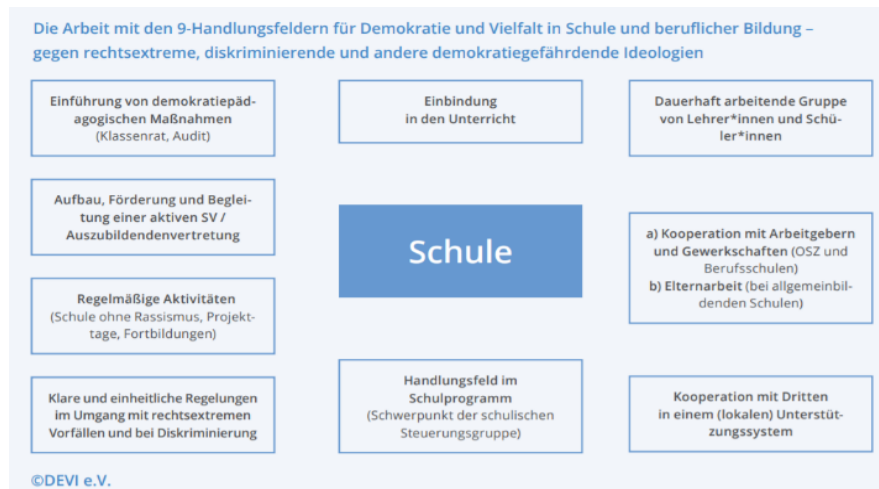 Die Arbeit mit den 9-Handlungsfeldern für Demokratie und Vielfalt in Schule und beruflicher Bildung –
gegen rechtsextreme, diskriminierende und andere demokratiegefährdende Ideologien
Einführung von demokratiepäd-
agogischen Maßnahmen
(Klassenrat, Audit)
Einbindung
in den Unterricht
Dauerhaft arbeitende Gruppe
von Lehrer*innen und Schü-
ler*innen
Aufbau, Förderung und Beglei-
tung einer aktiven SV /
Auszubildendenvertretung
Schule
a) Kooperation mit Arbeitgebern
und Gewerkschaften (OSZ und
Berufsschulen)
b) Elternarbeit (bei allgemeinbil-
denden Schulen)
Regelmäßige Aktivitäten
(Schule ohne Rassismus, Projekt-
tage, Fortbildungen)
Klare und einheitliche Regelungen
im Umgang mit rechtsextremen
Vorfällen und bei Diskriminierung
Handlungsfeld im
Schulprogramm
(Schwerpunkt der schulischen
Steuerungsgruppe)
Kooperation mit Dritten
in einem (lokalen) Unterstüt-
zungssystem
©DEVI e.V.